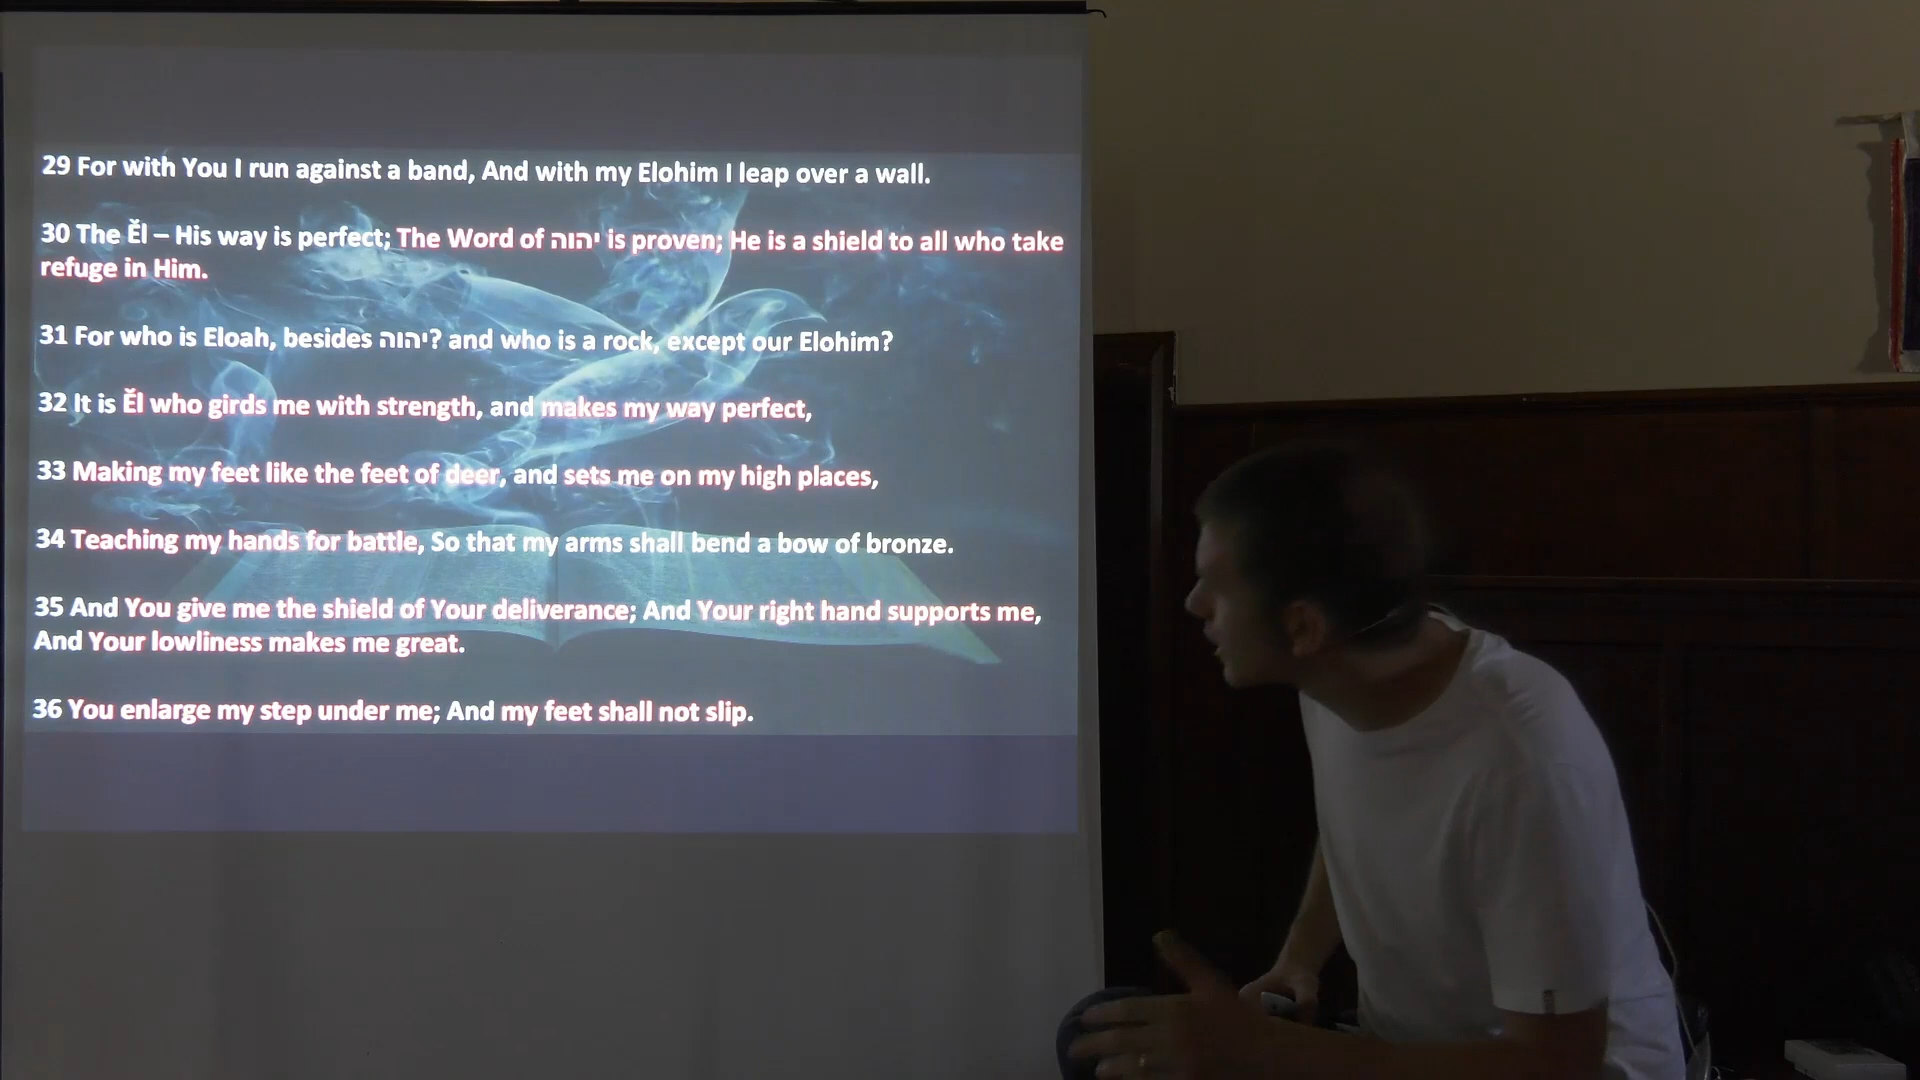 29 For with You I run against a band, And with my Elohim I leap over a wall.
30 The Ěl – His way is perfect; The Word of יהוה is proven; He is a shield to all who take
refuge in Him.
31 For who is Eloah, besides יהוה? and who is a rock, except our Elohim?
32 It is Ěl who girds me with strength, and makes my way perfect,
33 Making my feet like the feet of deer, and sets me on my high places,
34 Teaching my hands for battle, So that my arms shall bend a bow of bronze.
35 And You give me the shield of Your deliverance; And Your right hand supports me,
And Your lowliness makes me great.
36 You enlarge my step under me; And my feet shall not slip.